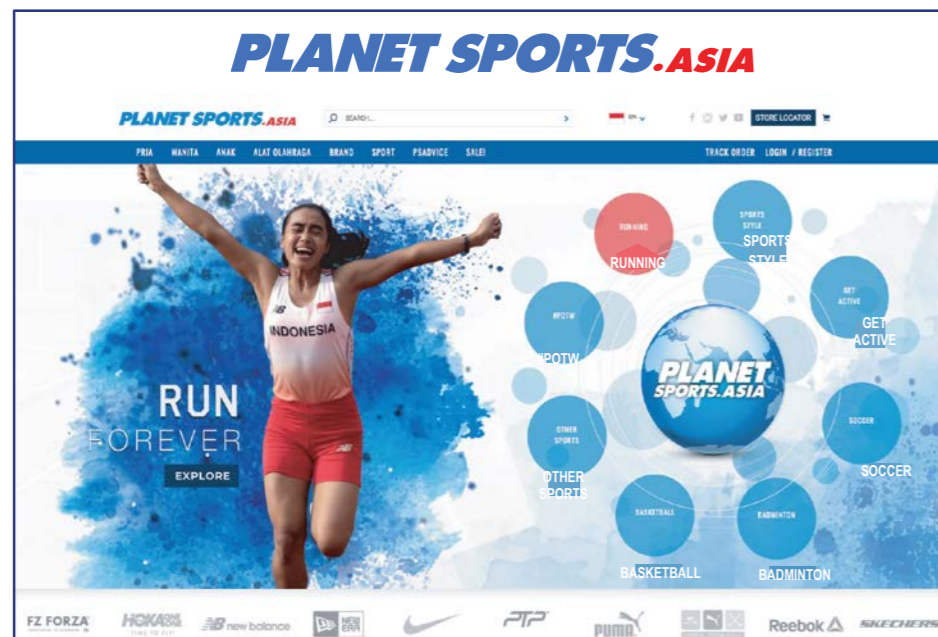 PLANET SPORTS.ASIA
PLANET SPORTS.ASIA
SEARCH...
EN
STORE LOCATOR
PRIA WANITA ANAK ALAT OLAHRAGA BRAND SPORT PSADVICE SALE!
TRACK ORDER LOGIN / REGISTER
RUNNING
RUNNING
SPORTS
STYLE
SPORTS
STYLE
GET
ACTIVE
GET
ACTIVE
#POTW
#POTW
NB
INDONESIA
PLANET
SPORTS.ASIA
RUN
FOREVER
EXPLORE
OTHER
SPORTS
OTHER
SPORTS
SOCCER
SOCCER
BASKETBALL
BASKETBALL
BADMINTON
BADMINTON
FZ FORZA
HOKA ONE ONE
TIME TO FLY
NB new balance
NEW ERA
PTP
PUMA
Reebok
SKECHERS